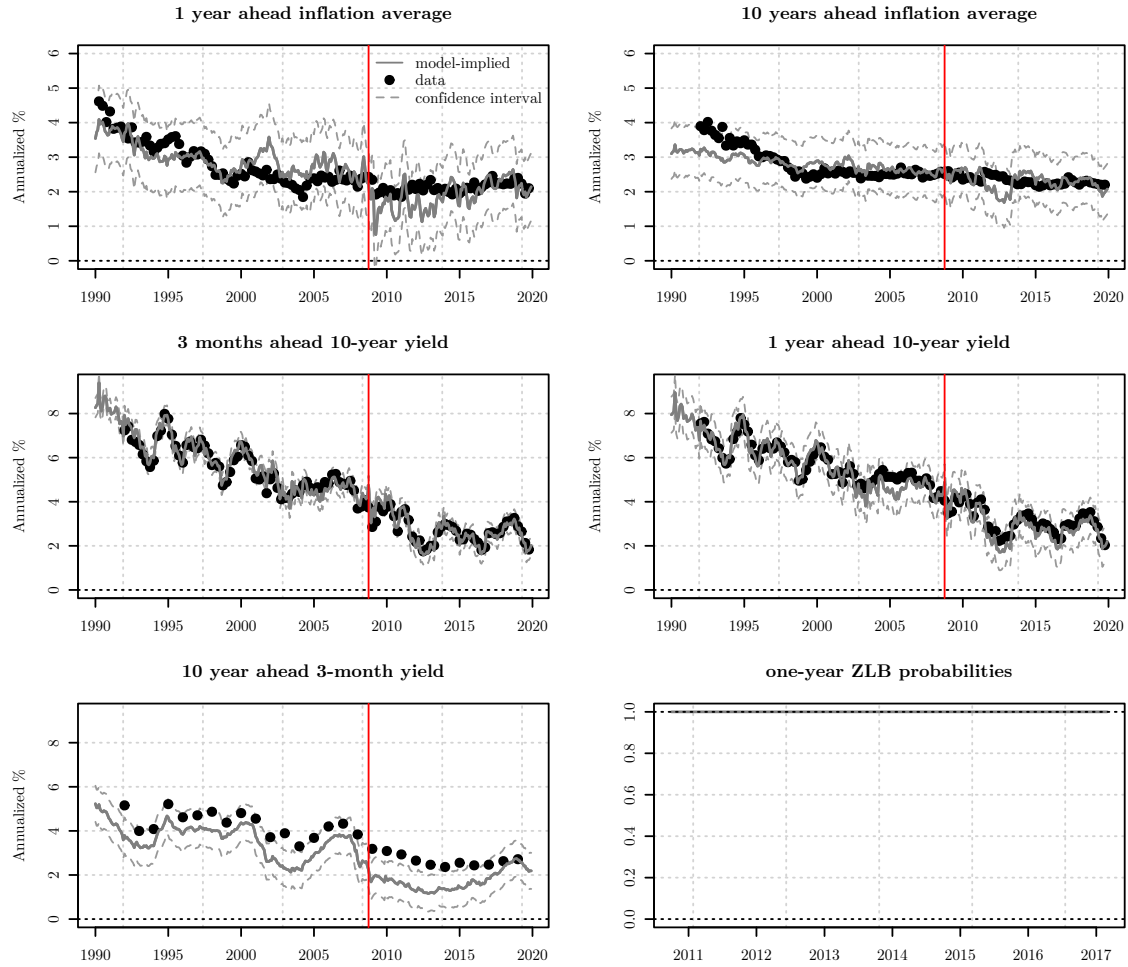 1 year ahead inflation average
10 years ahead inflation average
Annualized %
0 1 2 3 4 5 6
model-implied
data
confidence interval
1990 1995 2000 2005 2010 2015 2020
Annualized %
0 1 2 3 4 5 6
1990 1995 2000 2005 2010 2015 2020
3 months ahead 10-year yield
1 year ahead 10-year yield
Annualized %
0 2 4 6 8
1990 1995 2000 2005 2010 2015 2020
Annualized %
0 2 4 6 8
1990 1995 2000 2005 2010 2015 2020
10 year ahead 3-month yield
one-year ZLB probabilities
Annualized %
0 2 4 6 8
1990 1995 2000 2005 2010 2015 2020
0.0 0.2 0.4 0.6 0.8 1.0
2011 2012 2013 2014 2015 2016 2017